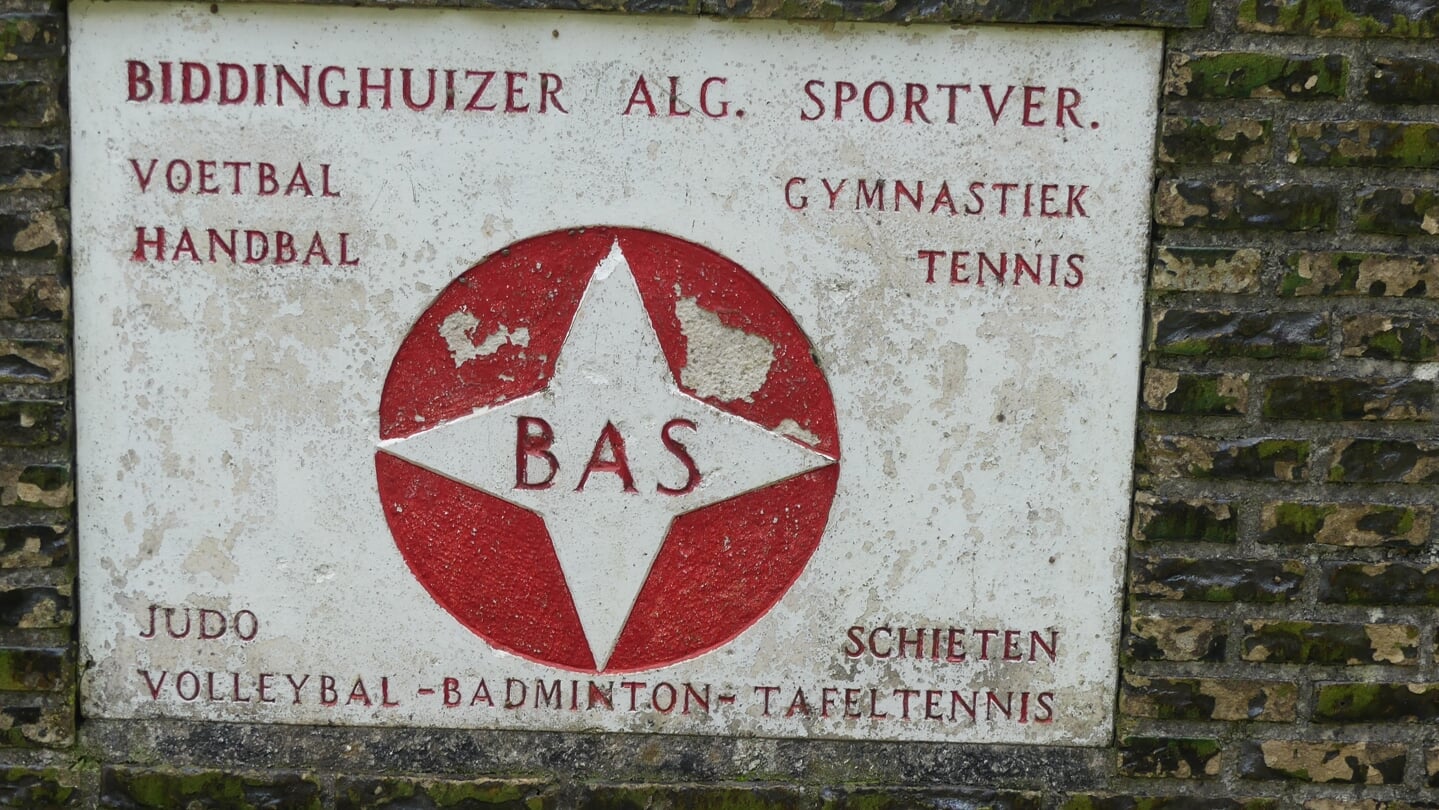 BIDDINGHUIZER ALG. SPORTVER.
VOETBAL
GYMNASTIEK
HANDBAL
TENNIS
BAS
JUDO
SCHIETEN
VOLLEYBAL -BADMINTON- TAFELTENNIS